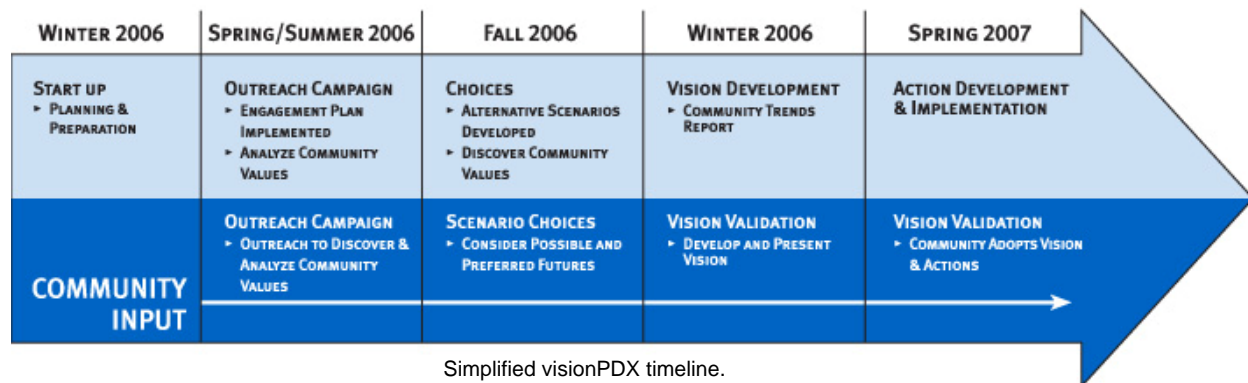 WINTER 2006
SPRING/SUMMER 2006
FALL 2006
WINTER 2006
SPRING 2007
START UP
▸ PLANNING &
PREPARATION
OUTREACH CAMPAIGN
▸ ENGAGEMENT PLAN
IMPLEMENTED
▸ ANALYZE COMMUNITY
VALUES
CHOICES
▸ ALTERNATIVE SCENARIOS
DEVELOPED
▸ DISCOVER COMMUNITY
VALUES
VISION DEVELOPMENT
▸ COMMUNITY TRENDS
REPORT
ACTION DEVELOPMENT
& IMPLEMENTATION
COMMUNITY
INPUT
OUTREACH CAMPAIGN
▸ OUTREACH TO DISCOVER &
ANALYZE COMMUNITY
VALUES
SCENARIO CHOICES
▸ CONSIDER POSSIBLE AND
PREFERRED FUTURES
VISION VALIDATION
▸ DEVELOP AND PRESENT
VISION
VISION VALIDATION
▸ COMMUNITY ADOPTS VISION
& ACTIONS
Simplified visionPDX timeline.